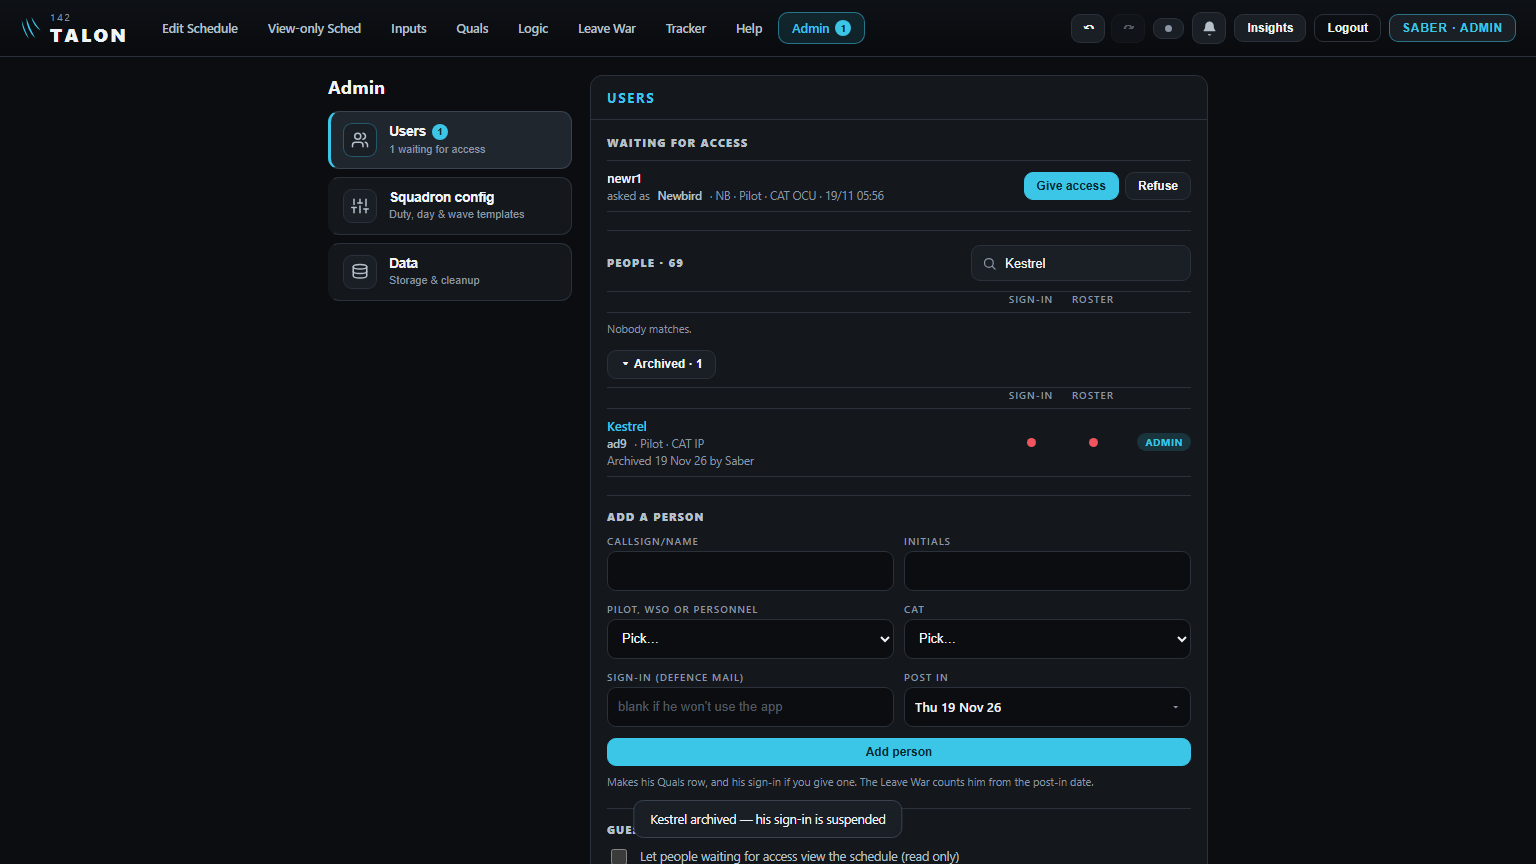 142
TALON
Edit Schedule
View-only Sched
Inputs
Quals
Logic
Leave War
Tracker
Help
Admin 1
Insights
Logout
SABER · ADMIN
Admin
Users 1
1 waiting for access
Squadron config
Duty, day & wave templates
Data
Storage & cleanup
USERS
WAITING FOR ACCESS
newr1
asked as Newbird · NB · Pilot · CAT OCU · 19/11 05:56
Give access
Refuse
PEOPLE · 69
Kestrel
SIGN-IN ROSTER
Nobody matches.
Archived · 1
SIGN-IN ROSTER
Kestrel
ad9 · Pilot · CAT IP
Archived 19 Nov 26 by Saber
ADMIN
ADD A PERSON
CALLSIGN/NAME
INITIALS
PILOT, WSO OR PERSONNEL
CAT
Pick...
Pick...
SIGN-IN (DEFENCE MAIL)
POST IN
blank if he won't use the app
Thu 19 Nov 26
Add person
Makes his Quals row, and his sign-in if you give one. The Leave War counts him from the post-in date.
Kestrel archived — his sign-in is suspended
Let people waiting for access view the schedule (read only)